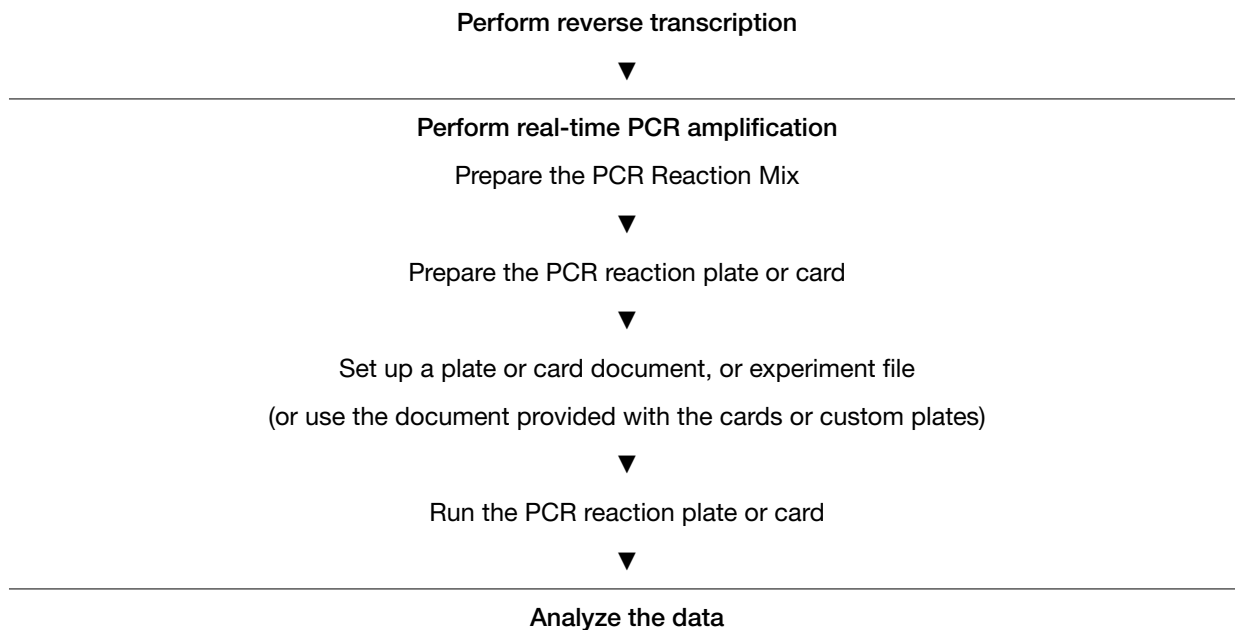 Perform reverse transcription
▼
Perform real-time PCR amplification
Prepare the PCR Reaction Mix
▼
Prepare the PCR reaction plate or card
▼
Set up a plate or card document, or experiment file
(or use the document provided with the cards or custom plates)
▼
Run the PCR reaction plate or card
▼
Analyze the data